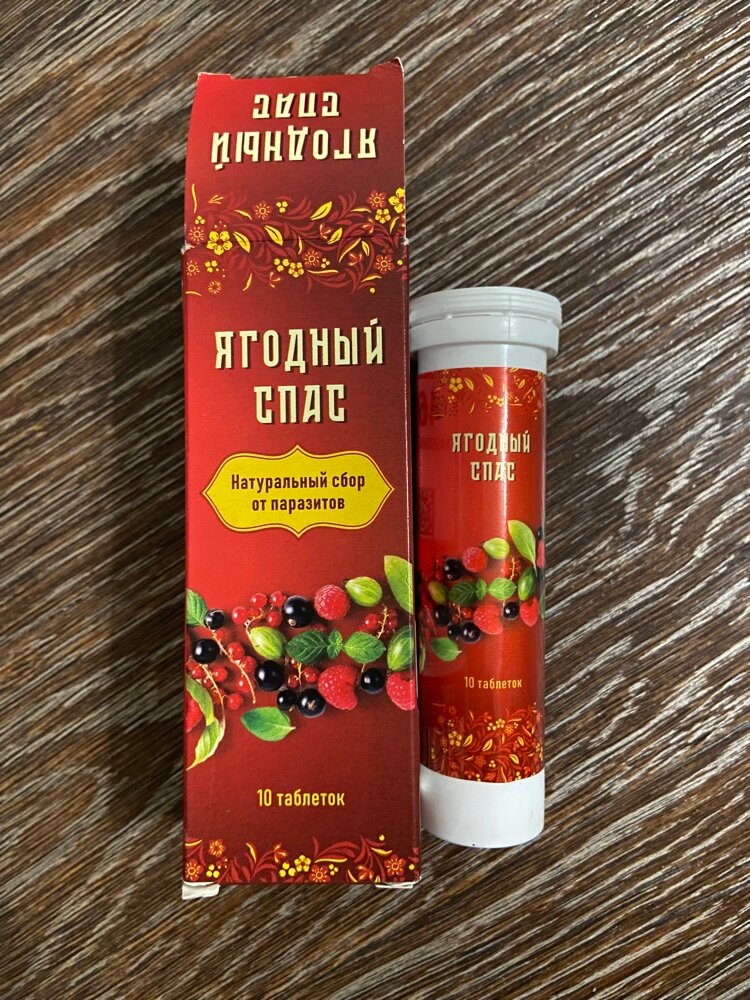 ЯГОДНЫЙ
СПАС
ЯГОДНЫЙ
СПАС
Натуральный сбор
от паразитов
10 таблеток
ЯГОДНЫЙ
СПАС
10 таблеток